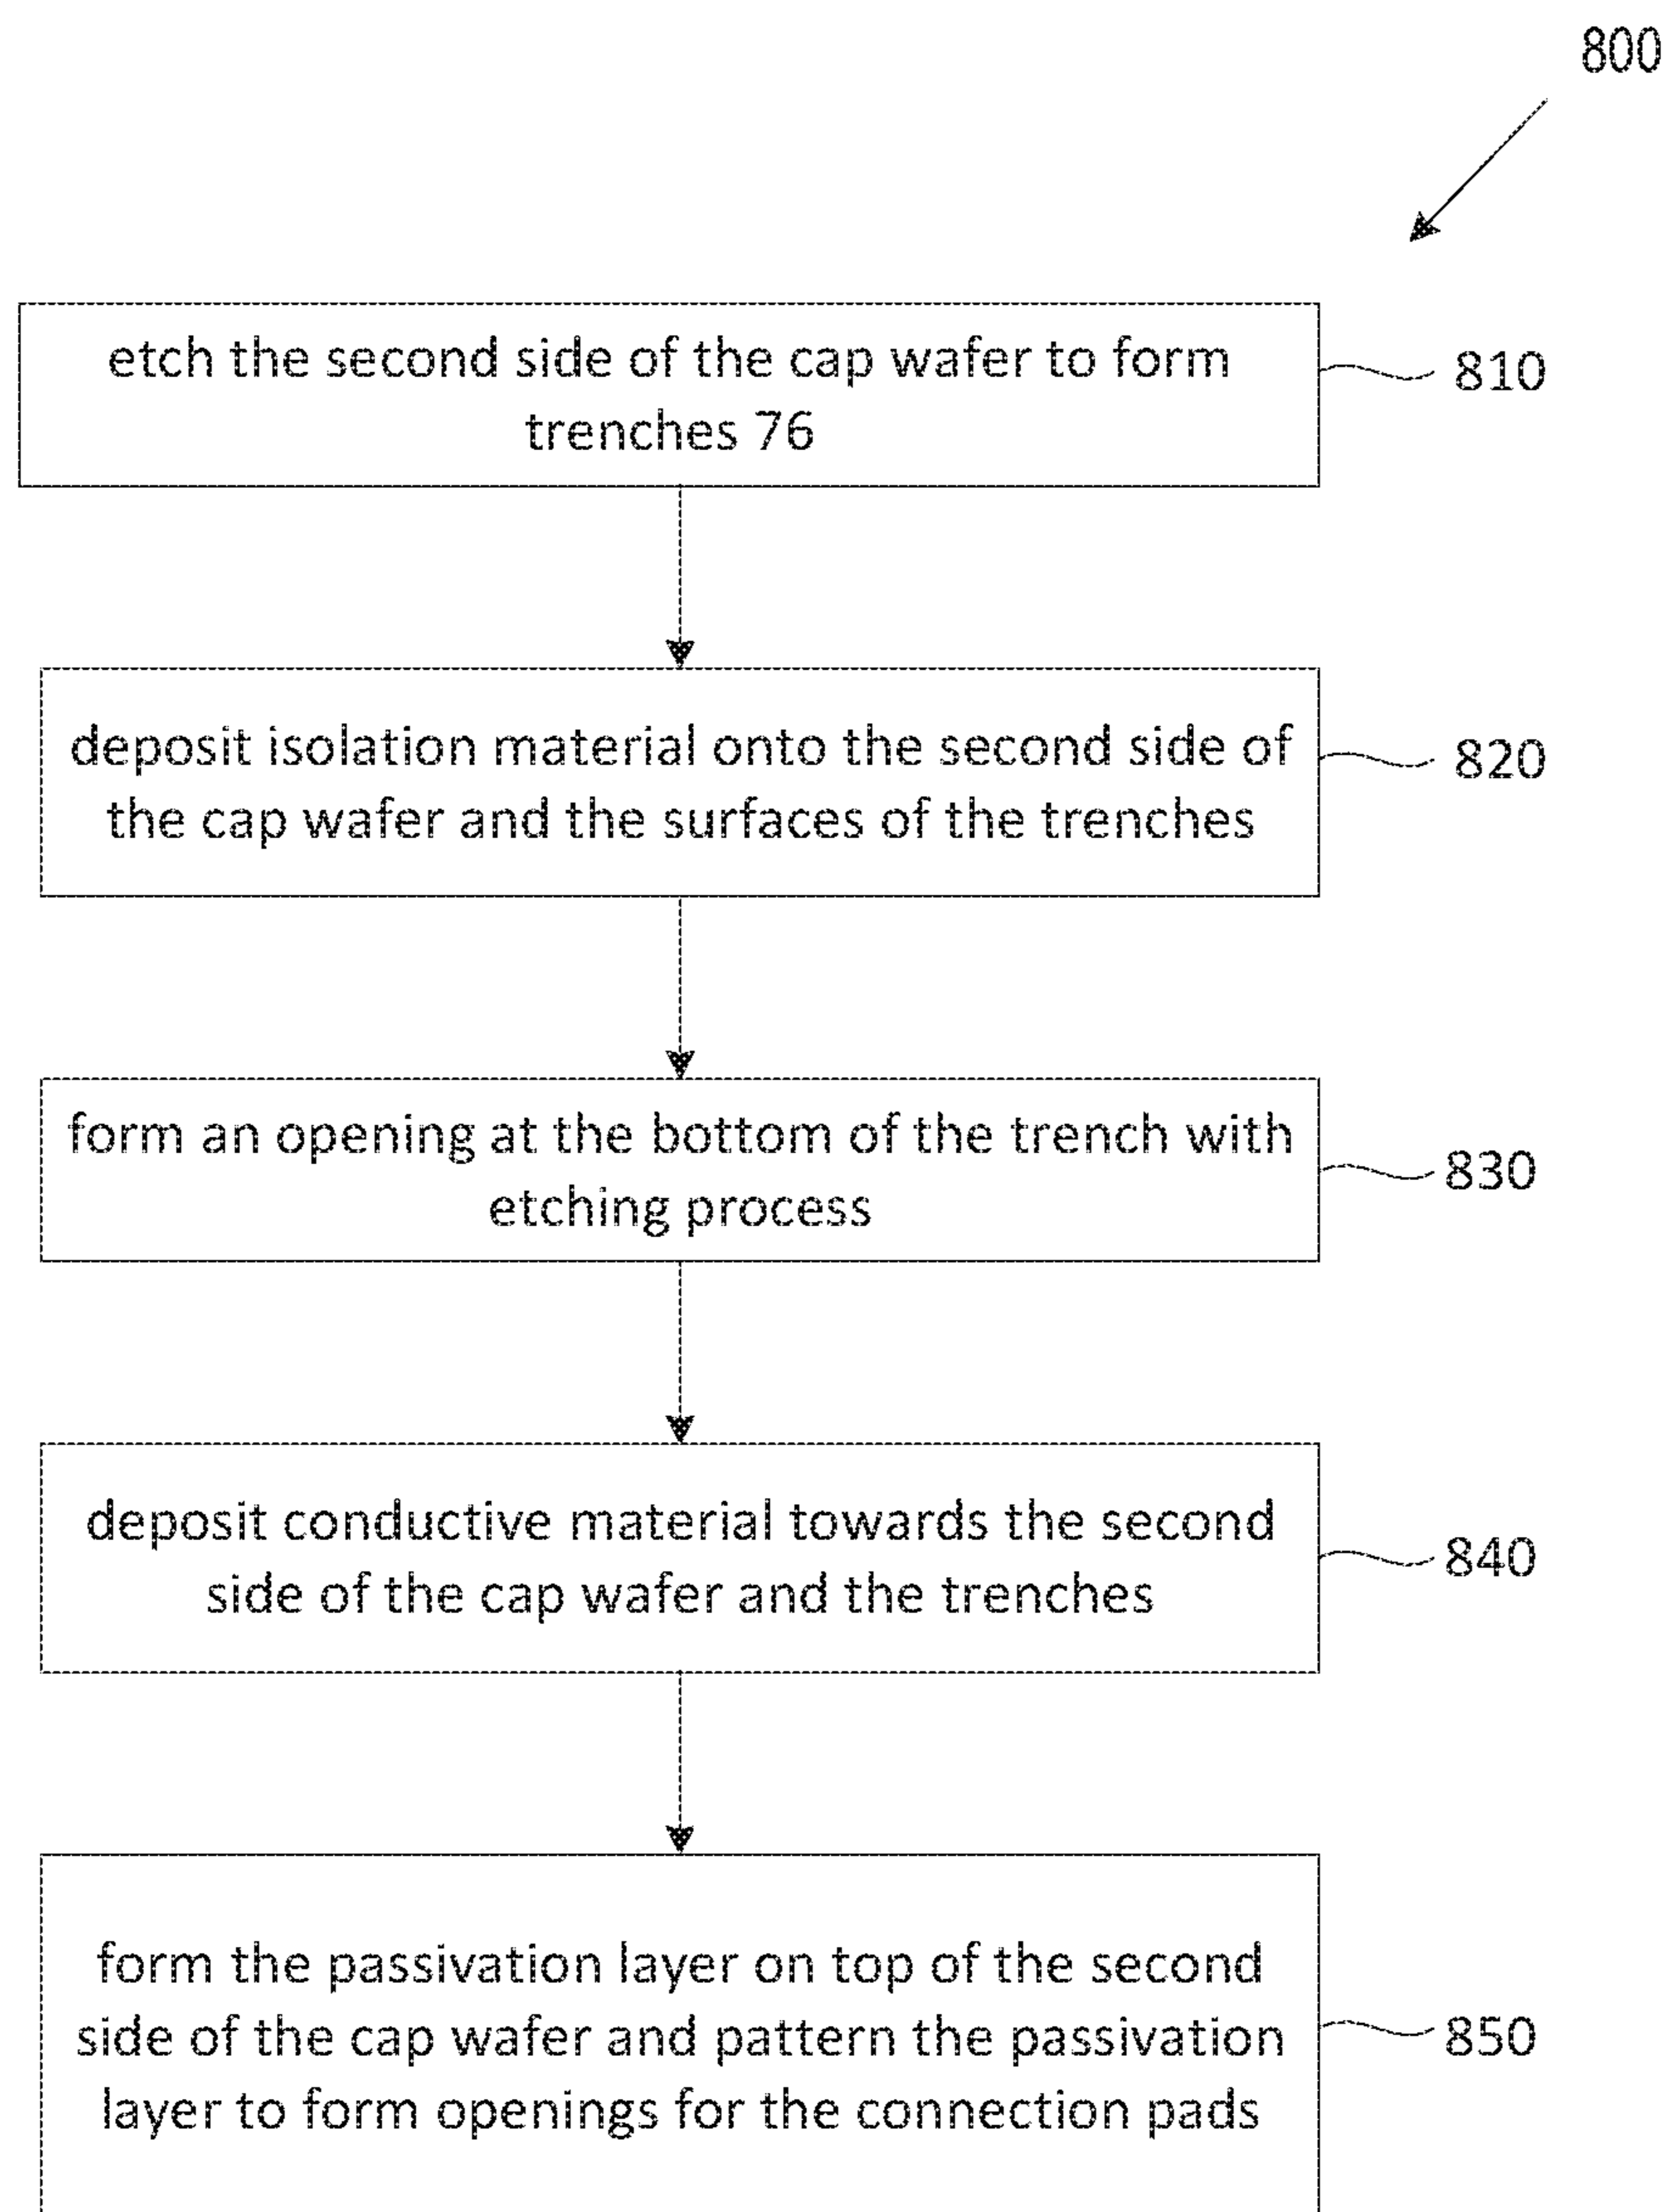 800
etch the second side of the cap wafer to form
trenches 76
810
deposit isolation material onto the second side of
the cap wafer and the surfaces of the trenches
820
form an opening at the bottom of the trench with
etching process
830
deposit conductive material towards the second
side of the cap wafer and the trenches
840
form the passivation layer on top of the second
side of the cap wafer and pattern the passivation
layer to form openings for the connection pads
850